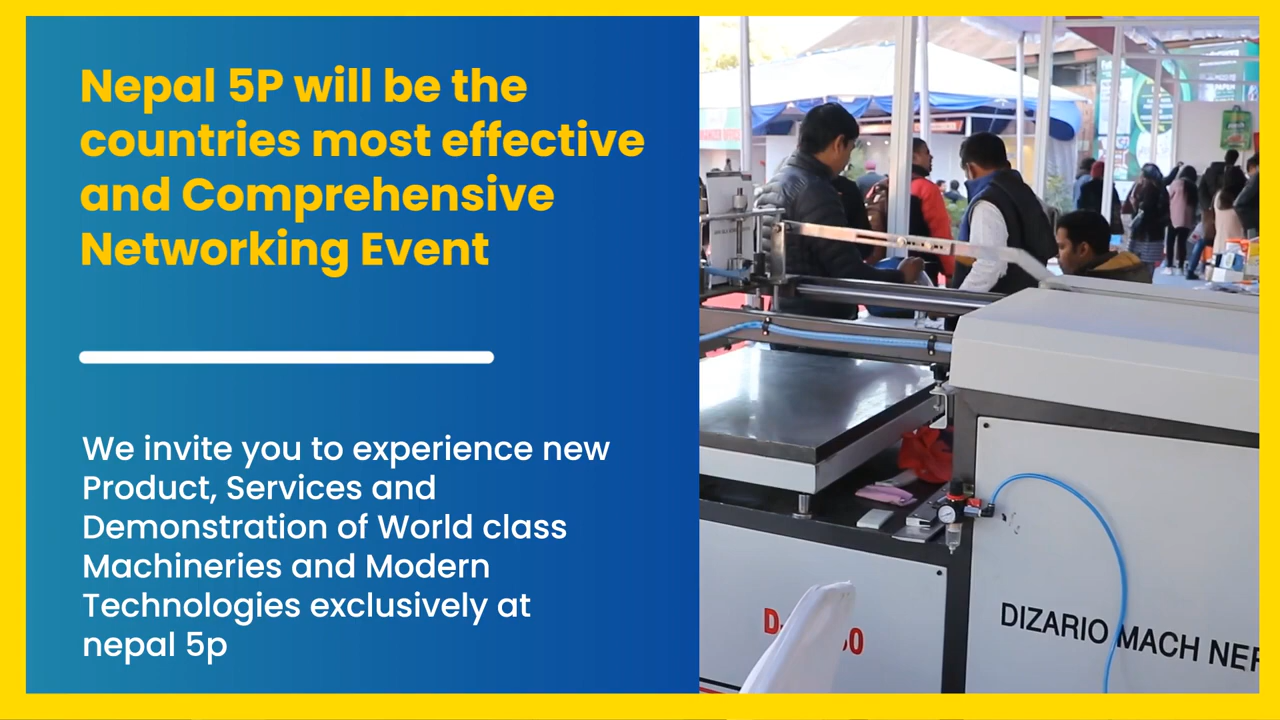 Nepal 5P will be the
countries most effective
and Comprehensive
Networking Event
We invite you to experience new
Product, Services and
Demonstration of World class
Machineries and Modern
Technologies exclusively at
nepal 5p
DIZARIO MACH